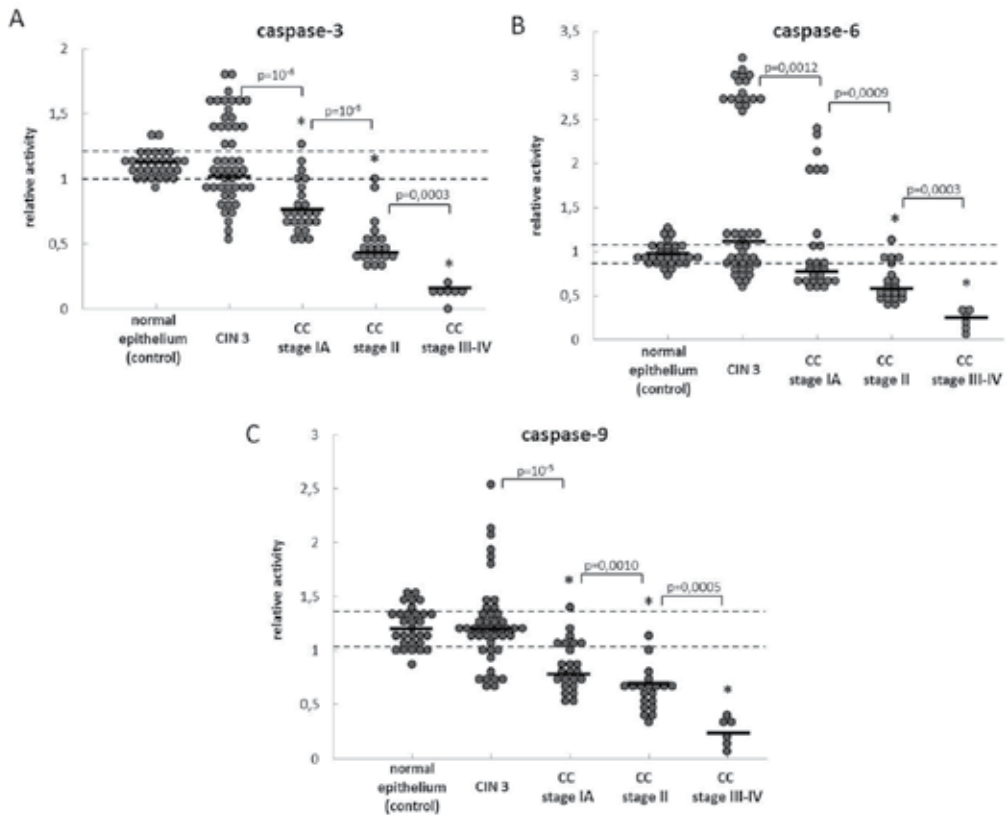 A
caspase-3
relative activity
2
1,5
1
0,5
0
p=10⁻⁶
*
p=10⁻⁶
*
p=0,0003
*
normal
epithelium
(control)
CIN 3
CC
stage IA
CC
stage II
CC
stage III-IV
B
caspase-6
relative activity
3,5
3
2,5
2
1,5
1
0,5
0
p=0,0012
p=0,0009
p=0,0003
*
*
normal
epithelium
(control)
CIN 3
CC
stage IA
CC
stage II
CC
stage III-IV
C
caspase-9
relative activity
3
2,5
2
1,5
1
0,5
0
p=10⁻⁵
*
p=0,0010
*
p=0,0005
*
normal
epithelium
(control)
CIN 3
CC
stage IA
CC
stage II
CC
stage III-IV